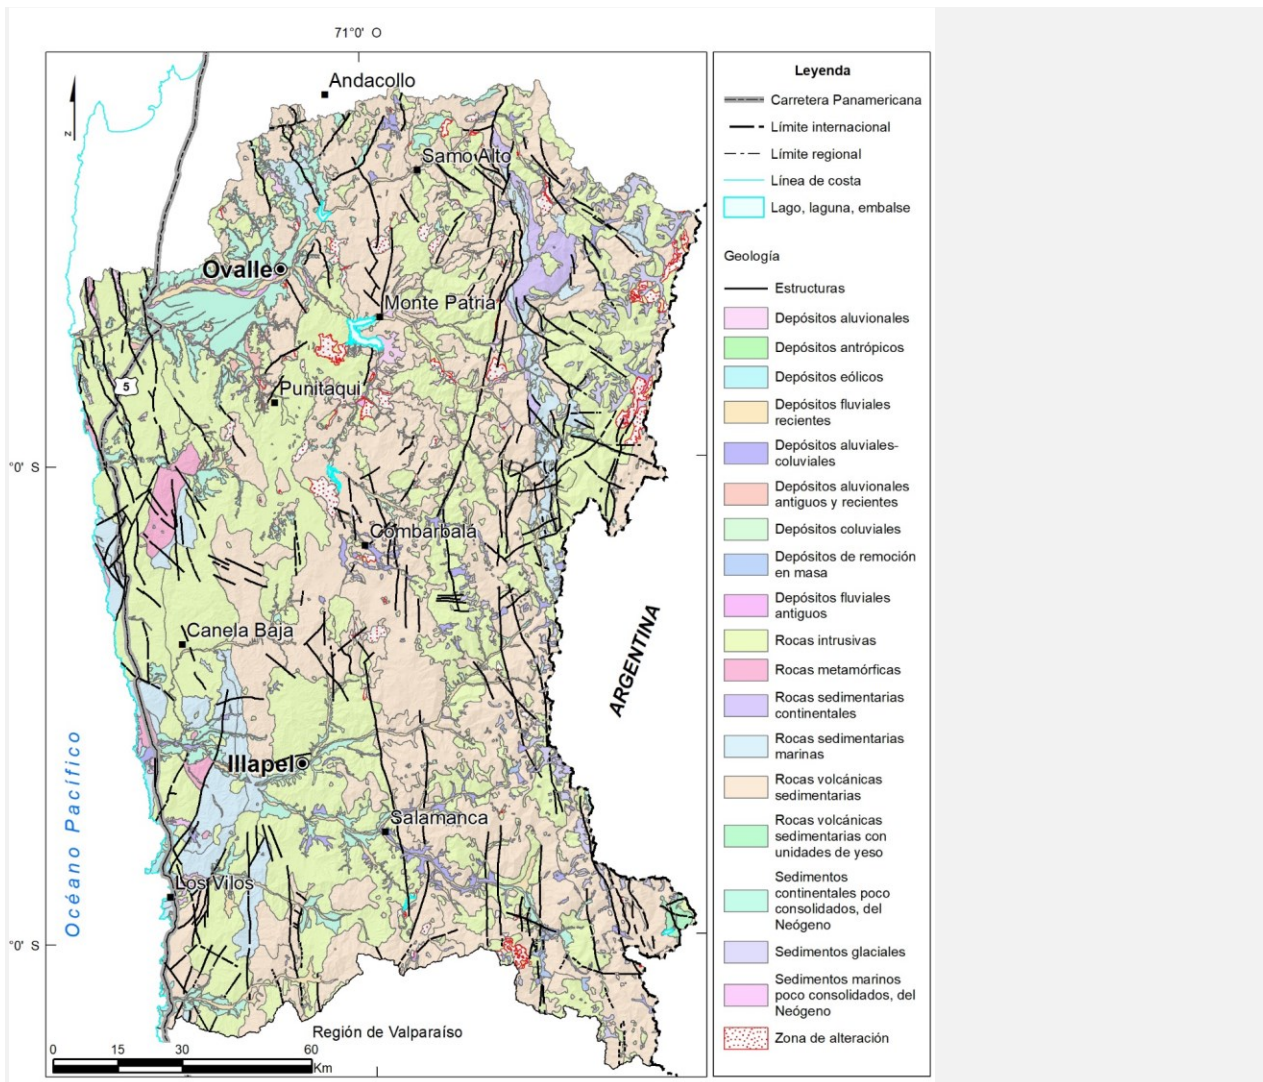 71°0' O
Andacollo
z
Samo Alto
Ovalle
Monte Patria
5
Punitaqui
°0' S
Combarbalá
Canela Baja
ARGENTINA
Océano Pacífico
Illapel
Salamanca
Los Vilos
°0' S
Región de Valparaíso
0 15 30 60
Km
Leyenda
Carretera Panamericana
Límite internacional
Límite regional
Línea de costa
Lago, laguna, embalse
Geología
Estructuras
Depósitos aluvionales
Depósitos antrópicos
Depósitos eólicos
Depósitos fluviales
recientes
Depósitos aluviales-
coluviales
Depósitos aluvionales
antiguos y recientes
Depósitos coluviales
Depósitos de remoción
en masa
Depósitos fluviales
antiguos
Rocas intrusivas
Rocas metamórficas
Rocas sedimentarias
continentales
Rocas sedimentarias
marinas
Rocas volcánicas
sedimentarias
Rocas volcánicas
sedimentarias con
unidades de yeso
Sedimentos
continentales poco
consolidados, del
Neógeno
Sedimentos glaciales
Sedimentos marinos
poco consolidados, del
Neógeno
Zona de alteración